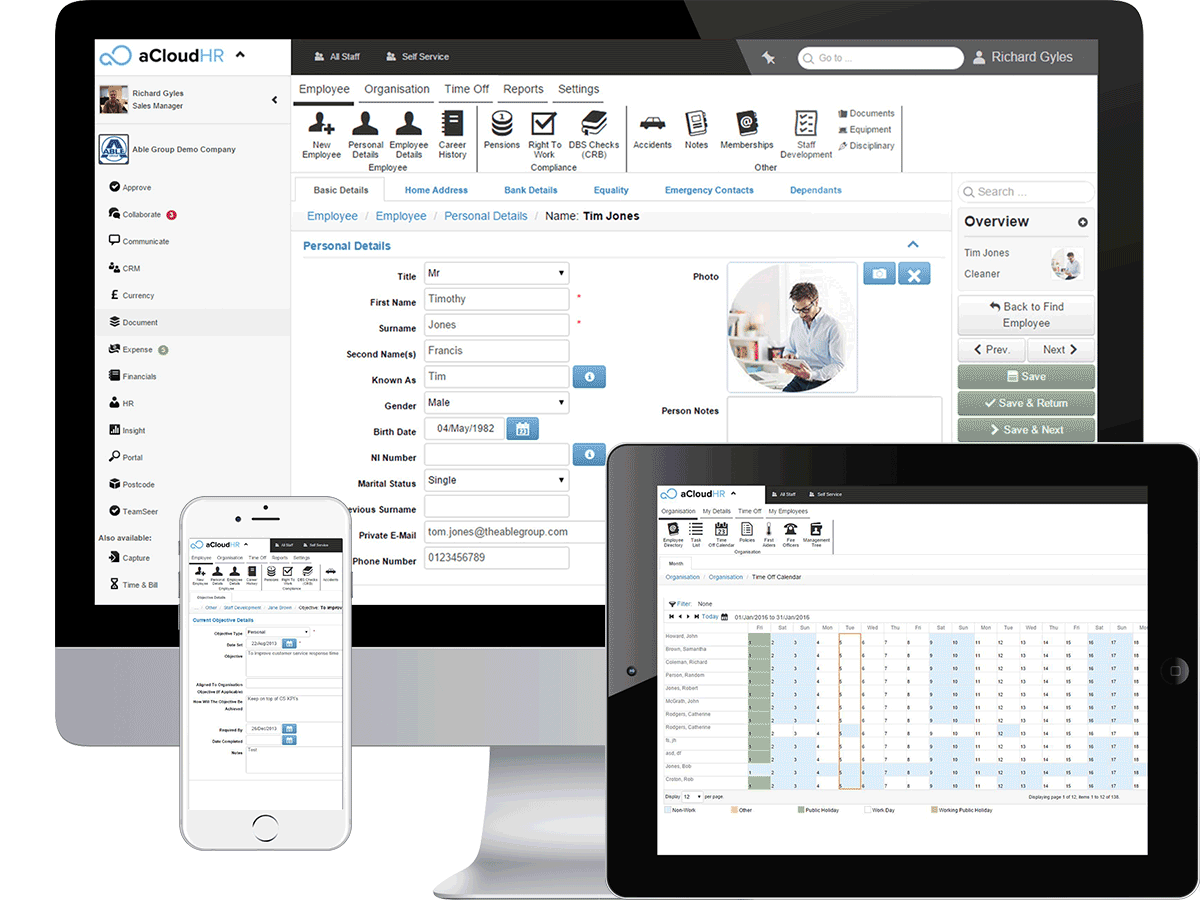 aCloudHR
All Staff
Self Service
Go to ...
Richard Gyles
Richard Gyles
Sales Manager
Able Group Demo Company
ABLE
Approve
Collaborate 3
Communicate
CRM
£ Currency
Document
Expense 5
Financials
HR
Insight
Portal
Postcode
TeamSeer
Also available:
Capture
Time & Bill
Employee Organisation Time Off Reports Settings
New Employee
Personal Details
Employee Details
Career History
Employee
Pensions
Right To Work
DBS Checks (CRB)
Compliance
Accidents
Notes
Memberships
Staff Development
Documents
Equipment
Disciplinary
Other
Basic Details Home Address Bank Details Equality Emergency Contacts Dependants
Employee / Employee / Personal Details / Name: Tim Jones
Personal Details
Title Mr
First Name Timothy *
Surname Jones *
Second Name(s) Francis
Known As Tim
Gender Male
Birth Date 04/May/1982
NI Number
Marital Status Single
evious Surname
Private E-Mail tom.jones@theablegroup.com
Phone Number 0123456789
Photo
Person Notes
Search ...
Overview
Tim Jones
Cleaner
Back to Find
Employee
Prev. Next
Save
Save & Return
Save & Next
aCloudHR
All Staff Self Service
Employee Organisation Time Off Reports Settings
New Employee
Personal Details
Employee Details
Career History
Employee
Pensions
Right To Work
DBS Checks (CRB)
Compliance
Accidents
Objective Details
Other / Staff Development / Jane Brown / Objective: To improv
Current Objective Details
Objective Type Personal *
Date Set 22/Aug/2013 *
Objective To improve customer service response time
Aligned To Organisation
Objective (if Applicable)
How Will The Objective Be Keep on top of CS KPI's
Achieved
Required By 26/Dec/2013
Date Completed
Notes Test
aCloudHR
All Staff Self Service
Organisation My Details Time Off My Employees
Employee Directory
Task List
Time Off Calendar
Policies
First Aiders
Fire Officers
Management Tree
Organisation
Month
Organisation / Organisation / Time Off Calendar
Filter: None
Today 01/Jan/2016 to 31/Jan/2016
Fri Sat Sun Mon Tue Wed Thu Fri Sat Sun Mon Tue Wed Thu Fri Sat Sun Mo
Howard, John 1 2 3 4 5 6 7 8 9 10 11 12 13 14 15 16 17 18
Brown, Samantha 1 2 3 4 5 6 7 8 9 10 11 12 13 14 15 16 17 18
Coleman, Richard 1 2 3 4 5 6 7 8 9 10 11 12 13 14 15 16 17 18
Person, Random 1 2 3 4 5 6 7 8 9 10 11 12 13 14 15 16 17 18
Jones, Robert 1 2 3 4 5 6 7 8 9 10 11 12 13 14 15 16 17 18
McGrath, John 1 2 3 4 5 6 7 8 9 10 11 12 13 14 15 16 17 18
Rodgers, Catherine 1 2 3 4 5 6 7 8 9 10 11 12 13 14 15 16 17 18
Rodgers, Catherine 1 2 3 4 5 6 7 8 9 10 11 12 13 14 15 16 17 18
asd, df 1 2 3 4 5 6 7 8 9 10 11 12 13 14 15 16 17 18
Jones, Bob 1 2 3 4 5 6 7 8 9 10 11 12 13 14 15 16 17 18
Croton, Rob 1 2 3 4 5 6 7 8 9 10 11 12 13 14 15 16 17 18
Display 12 per page Displaying page 1 of 12, items 1 to 12 of 138.
Non-Work Other Public Holiday Work Day Working Public Holiday